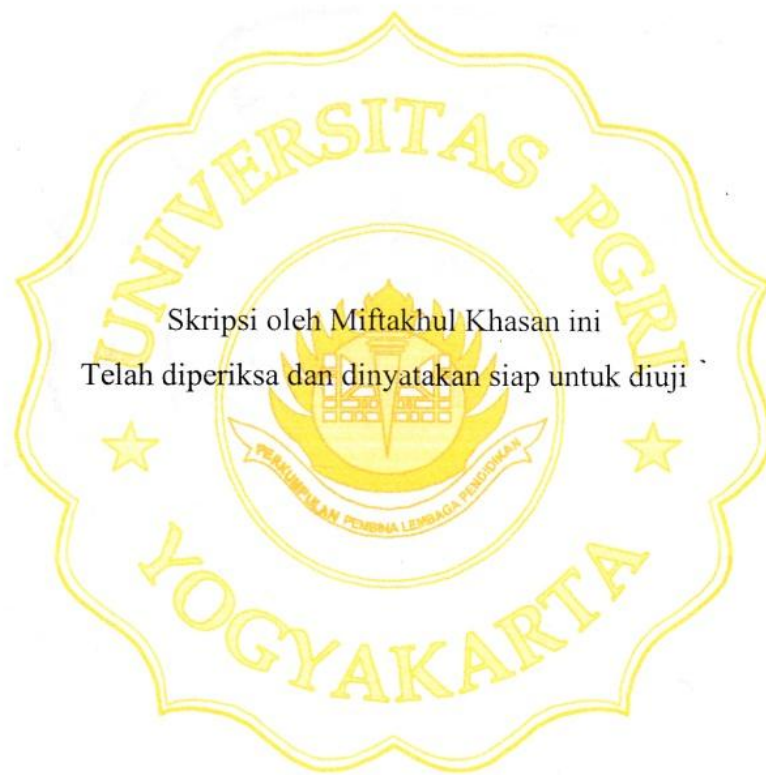 UNIVERSITAS PGRI
Skripsi oleh Miftakhul Khasan ini
Telah diperiksa dan dinyatakan siap untuk diuji
PERKUMPULAN PEMBINA LEMBAGA PENDIDIKAN
YOGYAKARTA